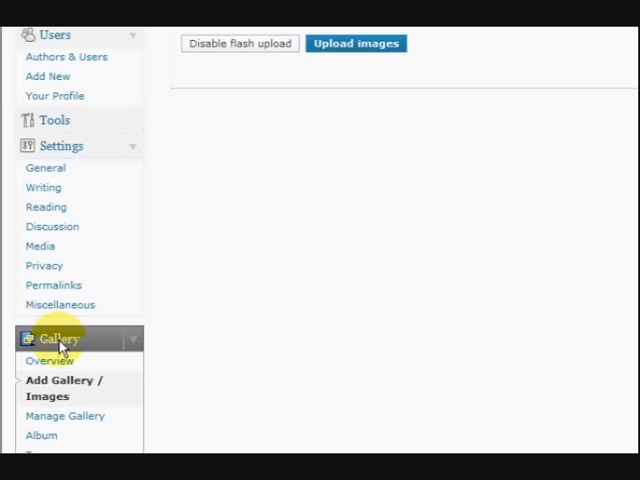 Users
Disable flash upload Upload images
Authors & Users
Add New
Your Profile
Tools
Settings
General
Writing
Reading
Discussion
Media
Privacy
Permalinks
Miscellaneous
Gallery
Overview
Add Gallery /
Images
Manage Gallery
Album